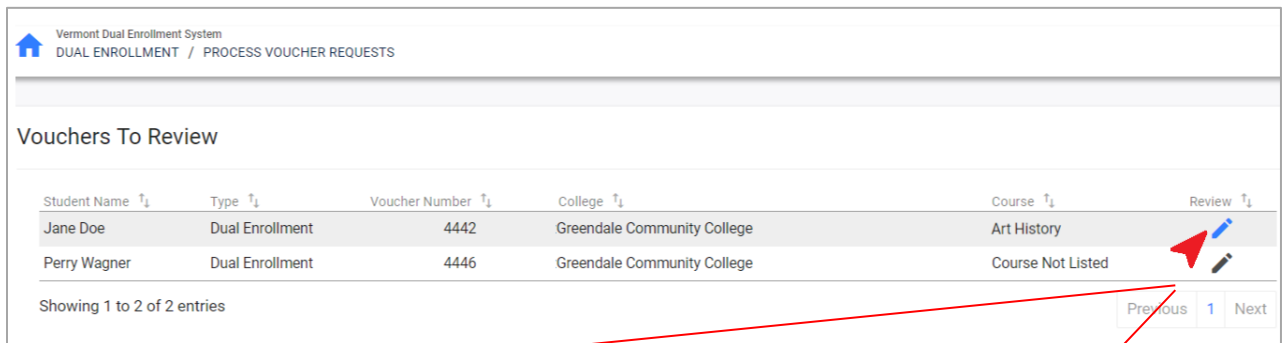 Vermont Dual Enrollment System
DUAL ENROLLMENT / PROCESS VOUCHER REQUESTS
Vouchers To Review
Student Name Type Voucher Number College Course Review
Jane Doe Dual Enrollment 4442 Greendale Community College Art History
Perry Wagner Dual Enrollment 4446 Greendale Community College Course Not Listed
Showing 1 to 2 of 2 entries
Previous 1 Next